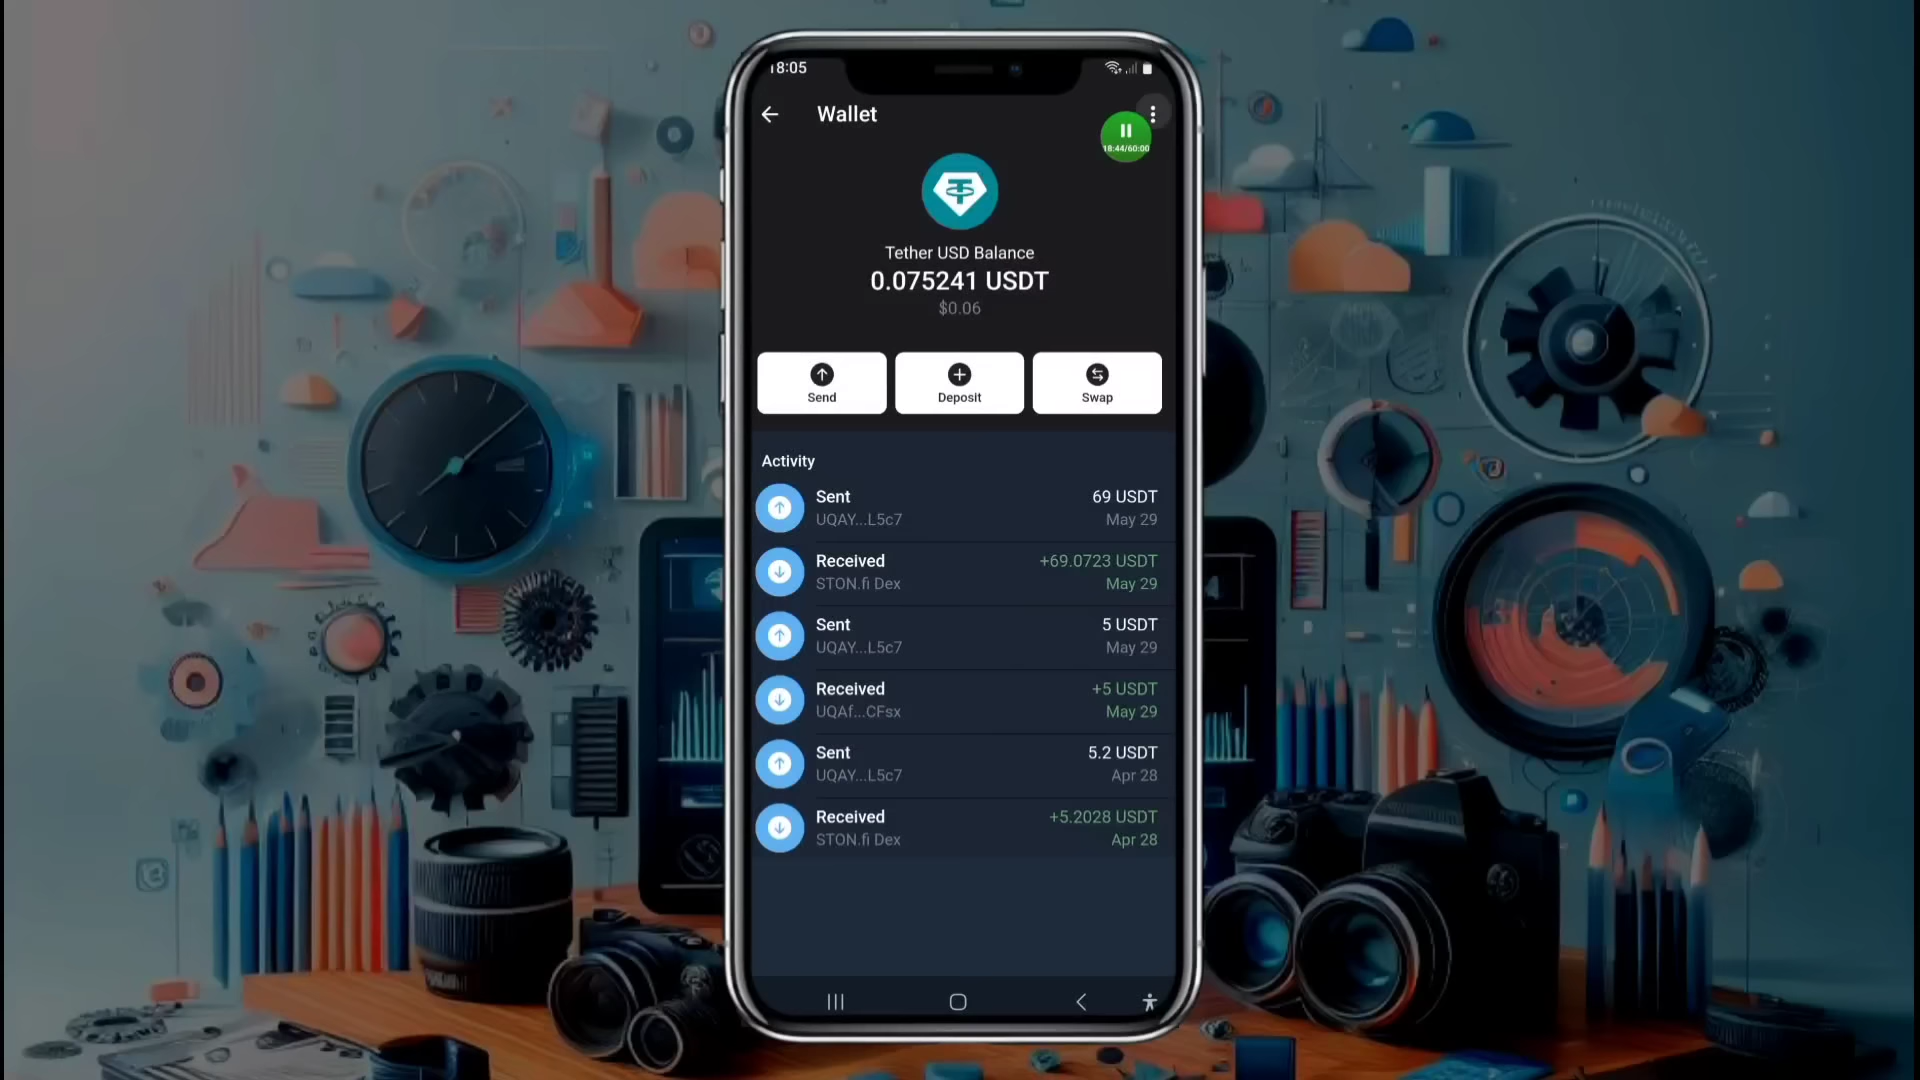 18:05
Wallet
18:44/60:00
Tether USD Balance
0.075241 USDT
$0.06
Send
Deposit
Swap
Activity
Sent
69 USDT
UQAY...L5c7
May 29
Received
+69.0723 USDT
STON.fi Dex
May 29
Sent
5 USDT
UQAY...L5c7
May 29
Received
+5 USDT
UQAf...CFsx
May 29
Sent
5.2 USDT
UQAY...L5c7
Apr 28
Received
+5.2028 USDT
STON.fi Dex
Apr 28